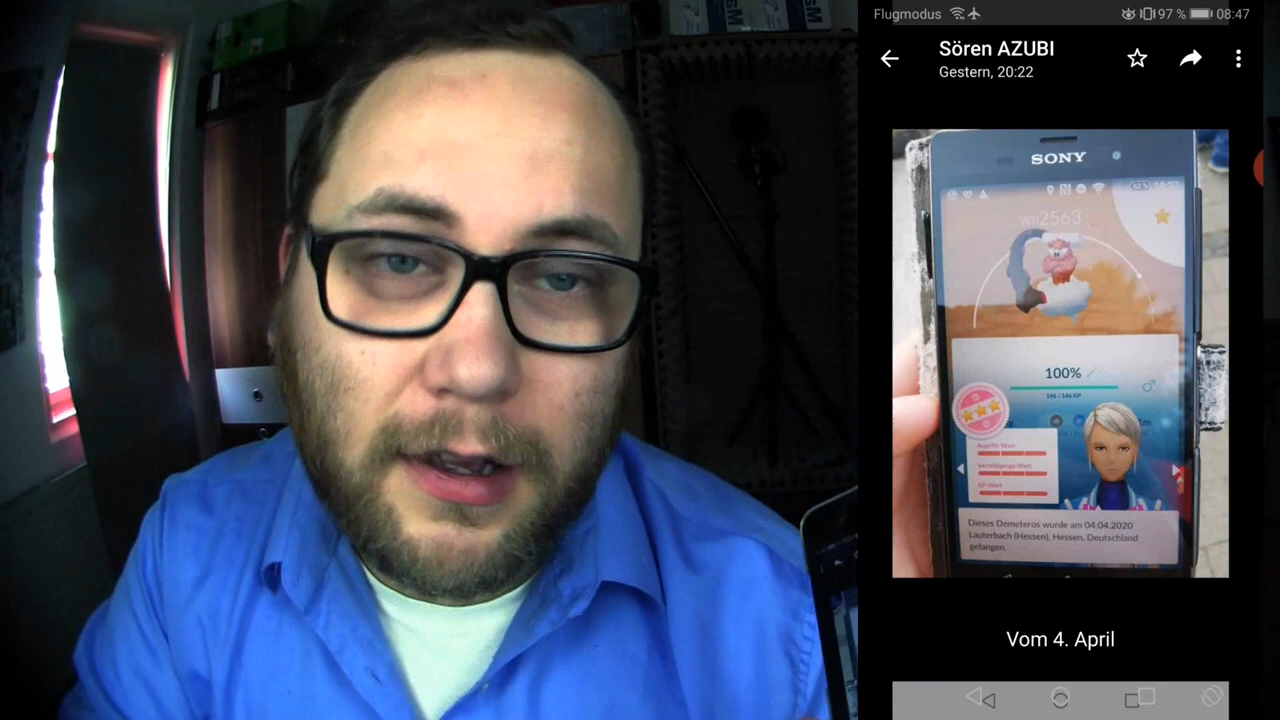 Flugmodus
97 %
08:47
Sören AZUBI
Gestern, 20:22
SONY
WP2563
100%
146 / 146 KP
Angriffs-Wert
Verteidigungs-Wert
KP-Wert
Dieses Demeteros wurde am 04.04.2020
Lauterbach (Hessen), Hessen, Deutschland
gefangen.
Vom 4. April